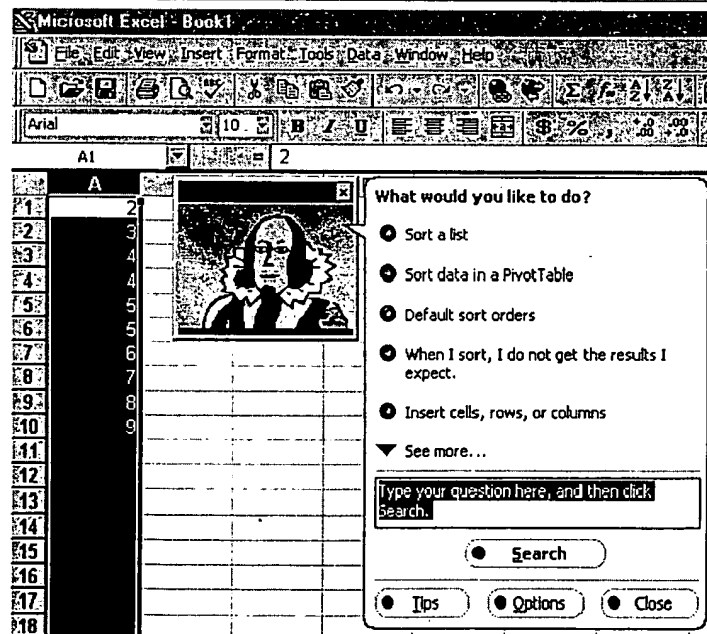 Microsoft Excel - Book1
File Edit View Insert Format Tools Data Window Help
Arial 10 B I U $ % ,
A1 = 2
A
1 2
2 3
3 4
4 4
5 5
6 5
7 6
8 7
9 8
10 9
11
12
13
14
15
16
17
18
What would you like to do?
Sort a list
Sort data in a PivotTable
Default sort orders
When I sort, I do not get the results I
expect.
Insert cells, rows, or columns
See more...
Type your question here, and then click
Search.
Search
Tips Options Close